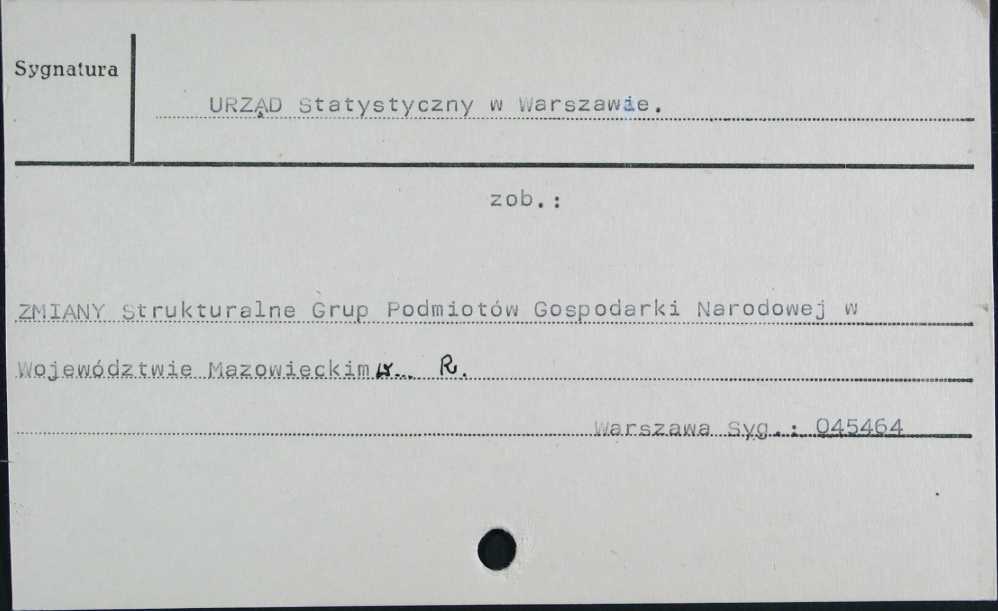 Sygnatura
URZĄD Statystyczny w Warszawie.
zob.:
ZMIANY Strukturalne Grup Podmiotów Gospodarki Narodowej w
Województwie Mazowieckim w... R.
Warszawa Syg.: 045464